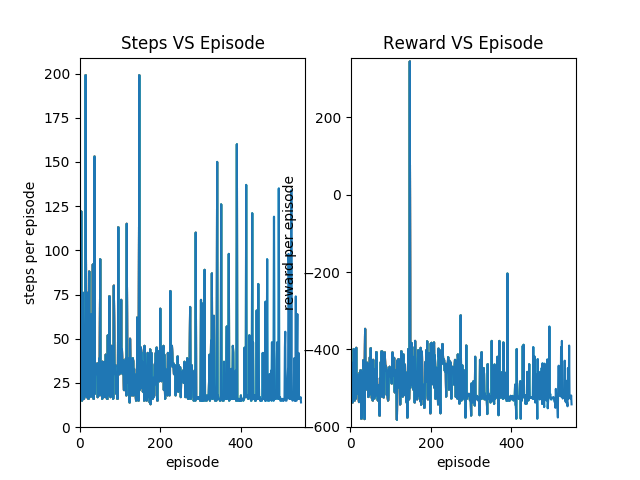 Steps VS Episode
steps per episode
200
175
150
125
100
75
50
25
0
0 200 400
episode
Reward VS Episode
reward per episode
200
0
−200
−400
−600
0 200 400
episode